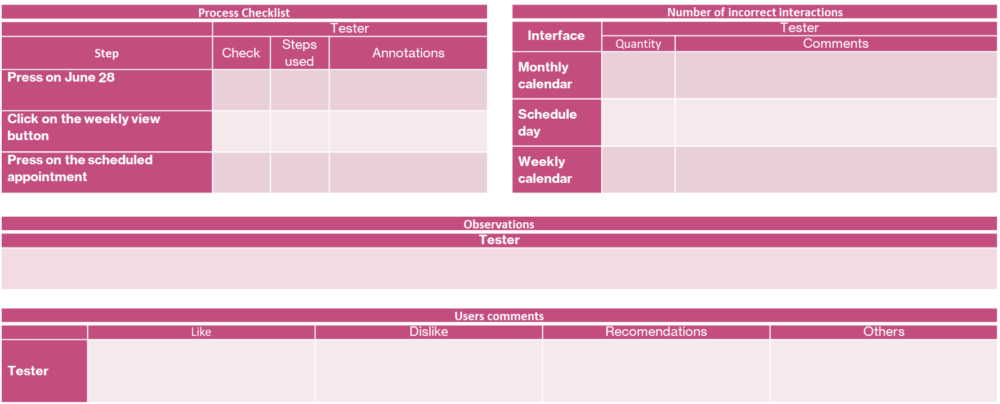 Process Checklist
Tester
Step
Check
Steps
used
Annotations
Press on June 28
Click on the weekly view
button
Press on the scheduled
appointment
Number of incorrect interactions
Interface
Tester
Quantity
Comments
Monthly
calendar
Schedule
day
Weekly
calendar
Observations
Tester
Users comments
Like
Dislike
Recomendations
Others
Tester